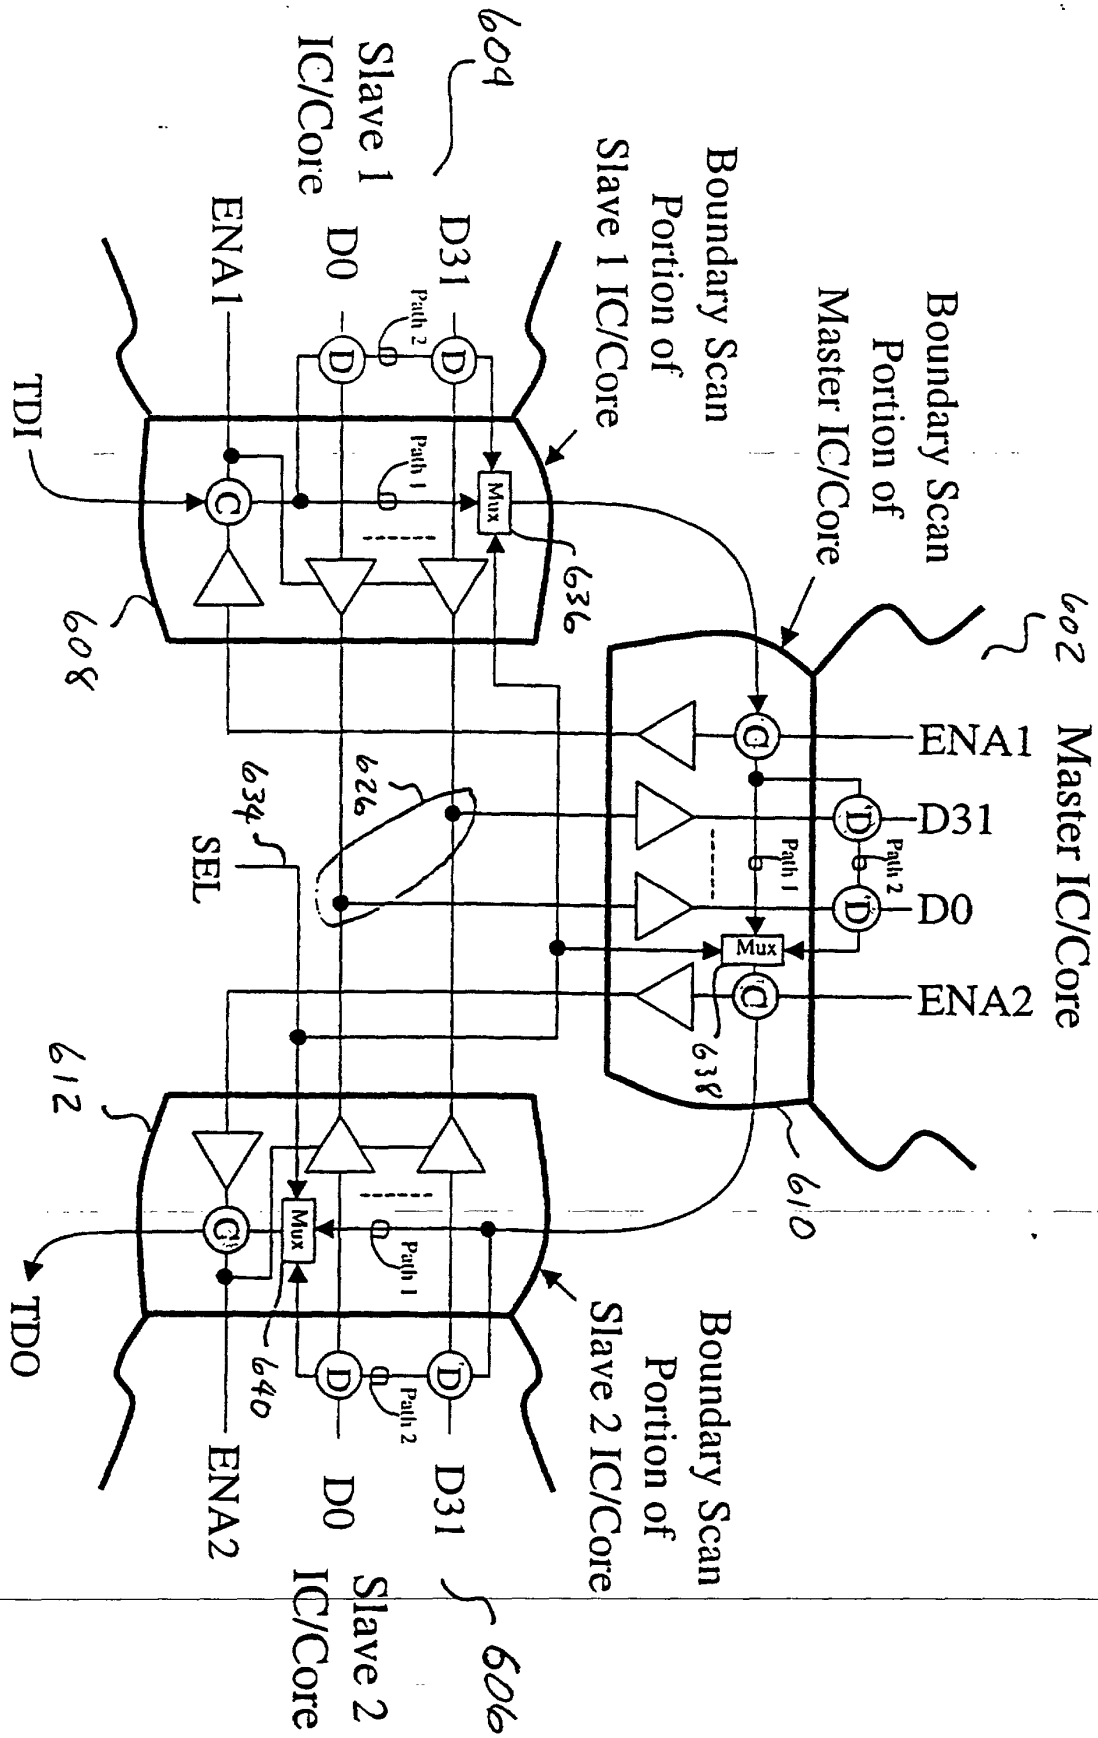 602
Master IC/Core
ENA1
D31
D0
ENA2
Boundary Scan
Portion of
Master IC/Core
C
D
D
Path 2
Path 1
Mux
C
638
610
Boundary Scan
Portion of
Slave 1 IC/Core
604
Slave 1
IC/Core
D31
D0
ENA1
TDI
D
D
Path 2
Path 1
Mux
636
C
608
626
634
SEL
Boundary Scan
Portion of
Slave 2 IC/Core
606
Slave 2
IC/Core
D31
D0
ENA2
TDO
D
D
Path 2
Path 1
Mux
640
C
612